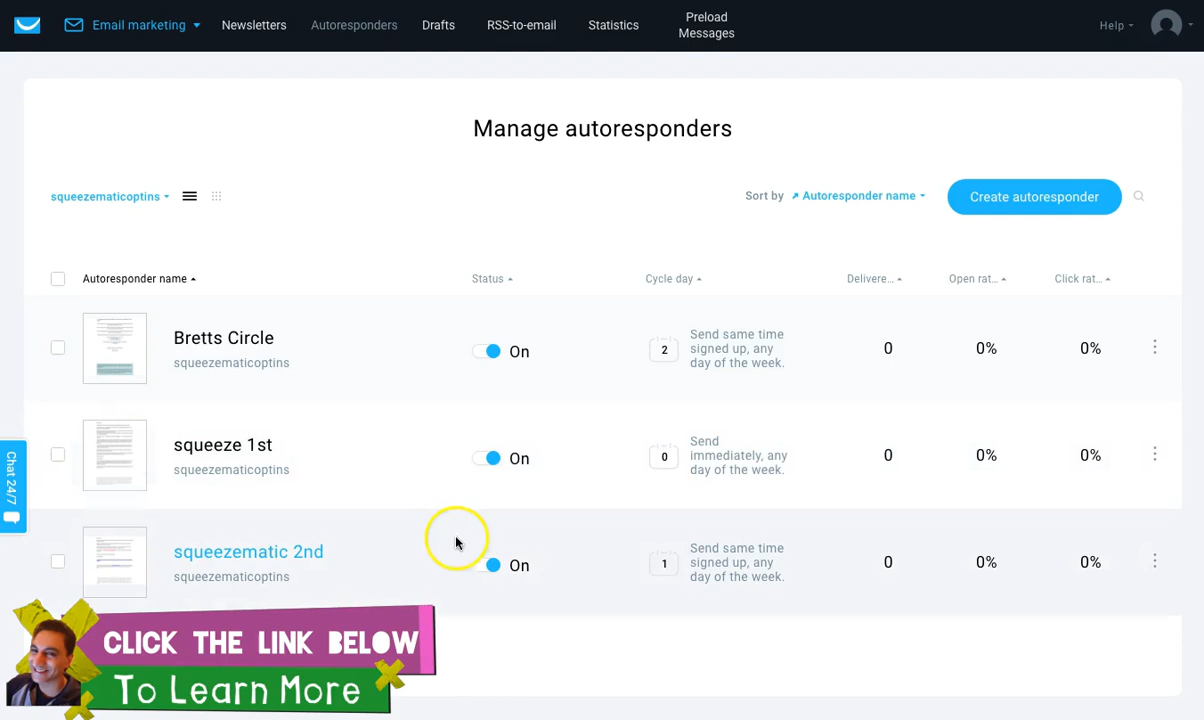 Email marketing Newsletters Autoresponders Drafts RSS-to-email Statistics Preload Messages Help
Manage autoresponders
squeezematicoptins Sort by Autoresponder name Create autoresponder
Autoresponder name Status Cycle day Delivere... Open rat... Click rat...
Bretts Circle
squeezematicoptins
On
2
Send same time
signed up, any
day of the week.
0 0% 0%
squeeze 1st
squeezematicoptins
On
0
Send
immediately, any
day of the week.
0 0% 0%
squeezematic 2nd
squeezematicoptins
On
1
Send same time
signed up, any
day of the week.
0 0% 0%
Chat 24/7
CLICK THE LINK BELOW
To Learn More